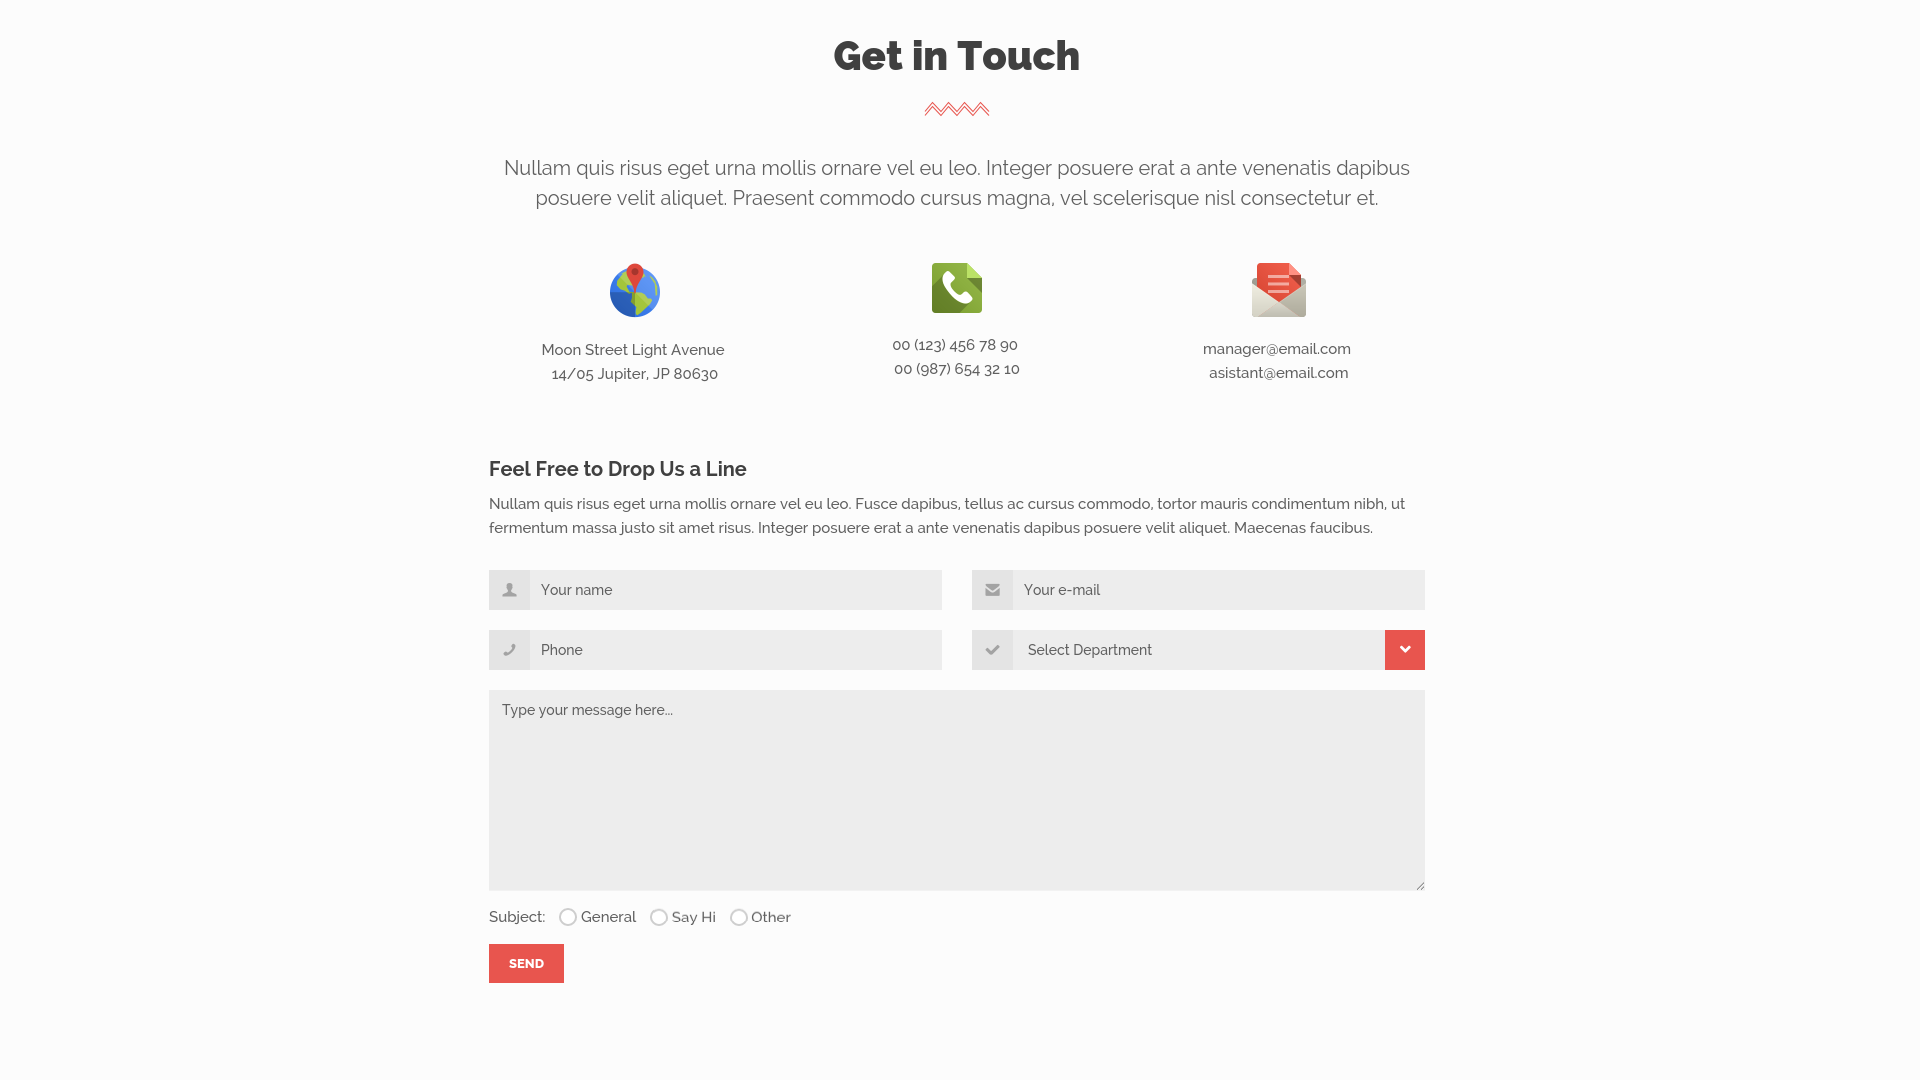 Get in Touch
Nullam quis risus eget urna mollis ornare vel eu leo. Integer posuere erat a ante venenatis dapibus
posuere velit aliquet. Praesent commodo cursus magna, vel scelerisque nisl consectetur et.
Moon Street Light Avenue
14/05 Jupiter, JP 80630
00 (123) 456 78 90
00 (987) 654 32 10
manager@email.com
asistant@email.com
Feel Free to Drop Us a Line
Nullam quis risus eget urna mollis ornare vel eu leo. Fusce dapibus, tellus ac cursus commodo, tortor mauris condimentum nibh, ut
fermentum massa justo sit amet risus. Integer posuere erat a ante venenatis dapibus posuere velit aliquet. Maecenas faucibus.
Your name
Your e-mail
Phone
Select Department
Type your message here...
Subject: General Say Hi Other
SEND